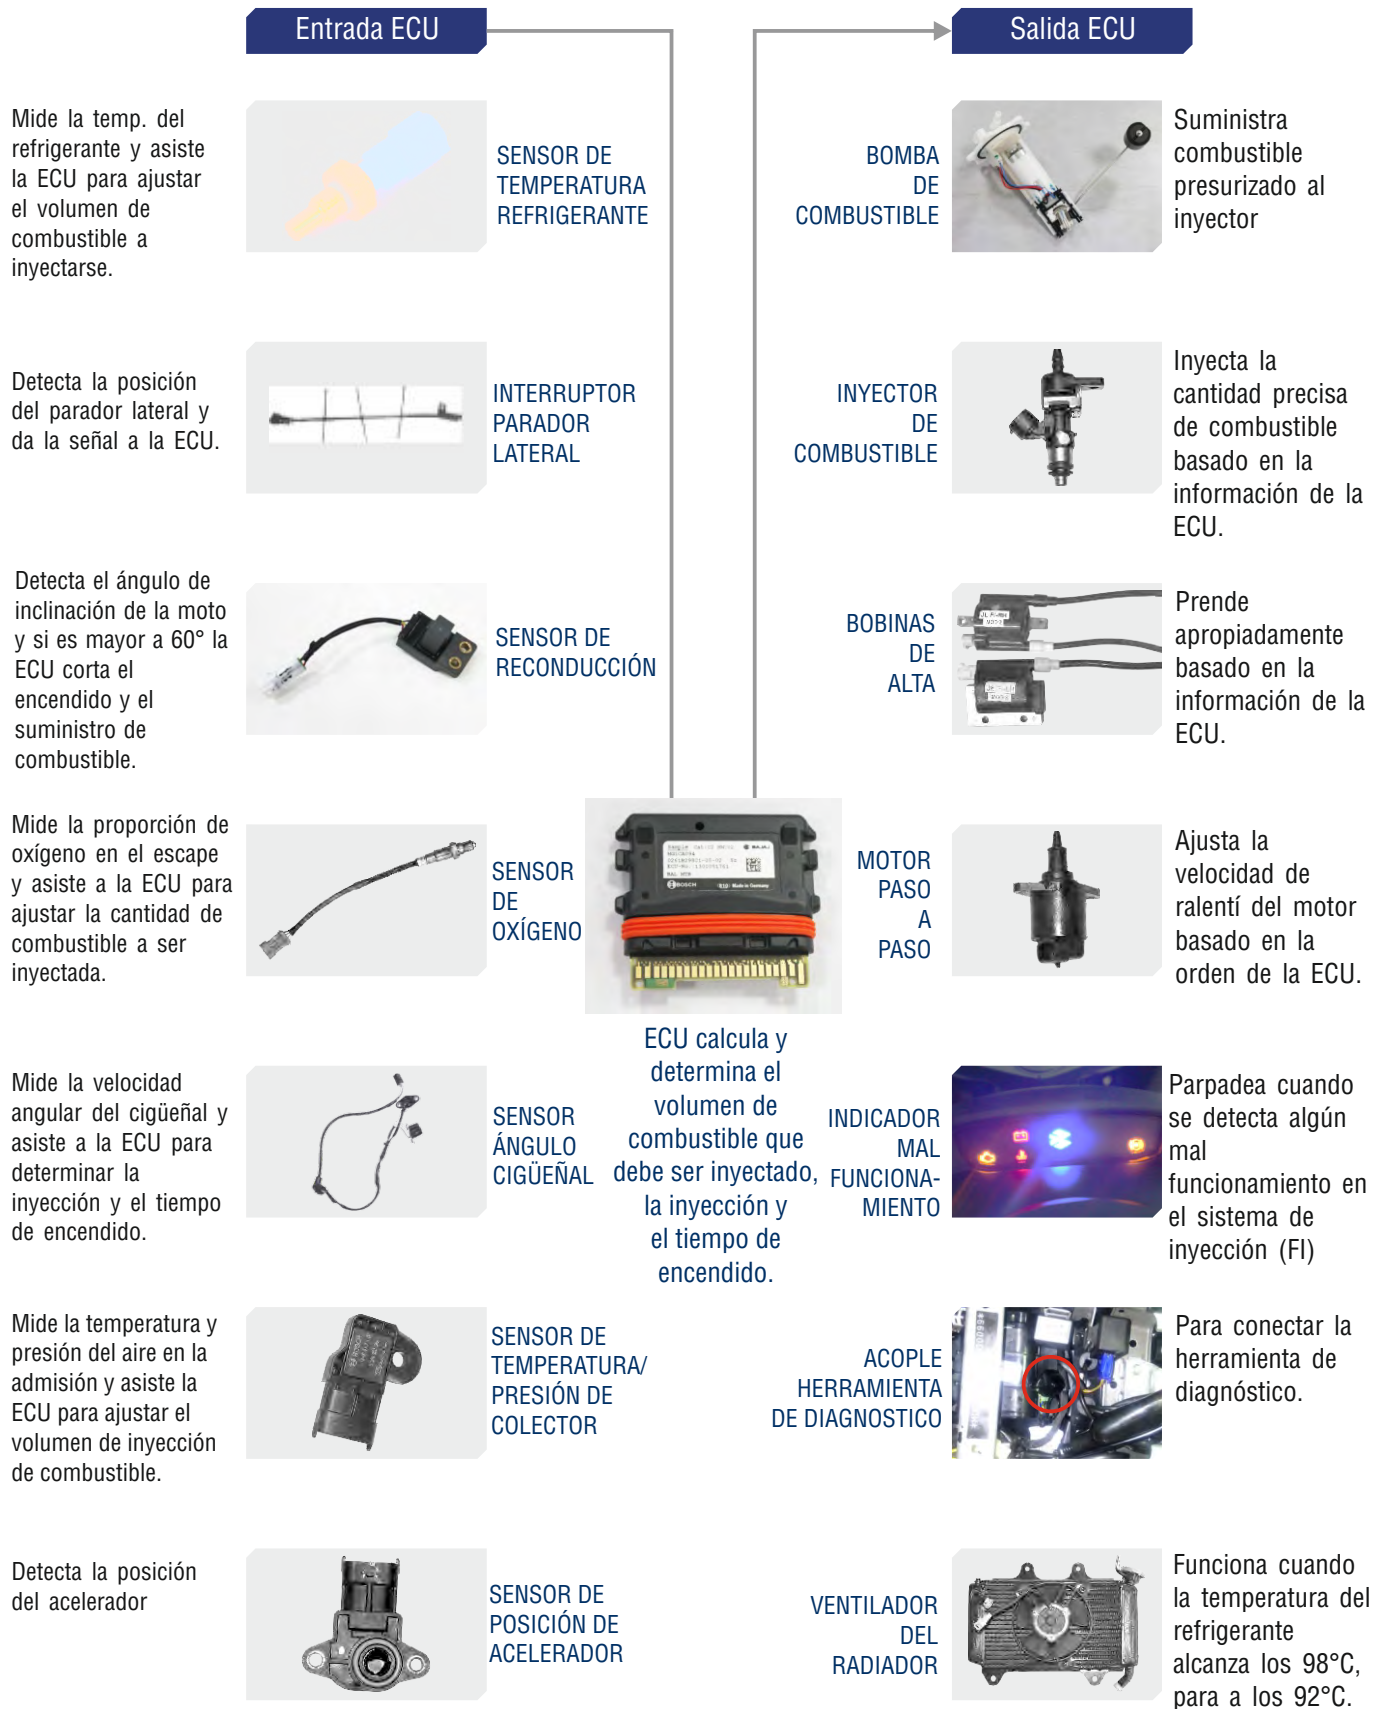 Entrada ECU
Salida ECU
Mide la temp. del
refrigerante y asiste
la ECU para ajustar
el volumen de
combustible a
inyectarse.
SENSOR DE
TEMPERATURA
REFRIGERANTE
BOMBA
DE
COMBUSTIBLE
Suministra
combustible
presurizado al
inyector
Detecta la posición
del parador lateral y
da la señal a la ECU.
INTERRUPTOR
PARADOR
LATERAL
INYECTOR
DE
COMBUSTIBLE
Inyecta la
cantidad precisa
de combustible
basado en la
información de la
ECU.
Detecta el ángulo de
inclinación de la moto
y si es mayor a 60° la
ECU corta el
encendido y el
suministro de
combustible.
SENSOR DE
RECONDUCCIÓN
BOBINAS
DE
ALTA
Prende
apropiadamente
basado en la
información de la
ECU.
Mide la proporción de
oxígeno en el escape
y asiste a la ECU para
ajustar la cantidad de
combustible a ser
inyectada.
SENSOR
DE
OXÍGENO
BOSCH
Made in Germany
MOTOR
PASO
A
PASO
Ajusta la
velocidad de
ralentí del motor
basado en la
orden de la ECU.
ECU calcula y
determina el
volumen de
combustible que
debe ser inyectado,
la inyección y
el tiempo de
encendido.
Mide la velocidad
angular del cigüeñal y
asiste a la ECU para
determinar la
inyección y el tiempo
de encendido.
SENSOR
ÁNGULO
CIGÜEÑAL
INDICADOR
MAL
FUNCIONA-
MIENTO
Parpadea cuando
se detecta algún
mal
funcionamiento en
el sistema de
inyección (FI)
Mide la temperatura y
presión del aire en la
admisión y asiste la
ECU para ajustar el
volumen de inyección
de combustible.
SENSOR DE
TEMPERATURA/
PRESIÓN DE
COLECTOR
ACOPLE
HERRAMIENTA
DE DIAGNOSTICO
Para conectar la
herramienta de
diagnóstico.
Detecta la posición
del acelerador
SENSOR DE
POSICIÓN DE
ACELERADOR
VENTILADOR
DEL
RADIADOR
Funciona cuando
la temperatura del
refrigerante
alcanza los 98°C,
para a los 92°C.